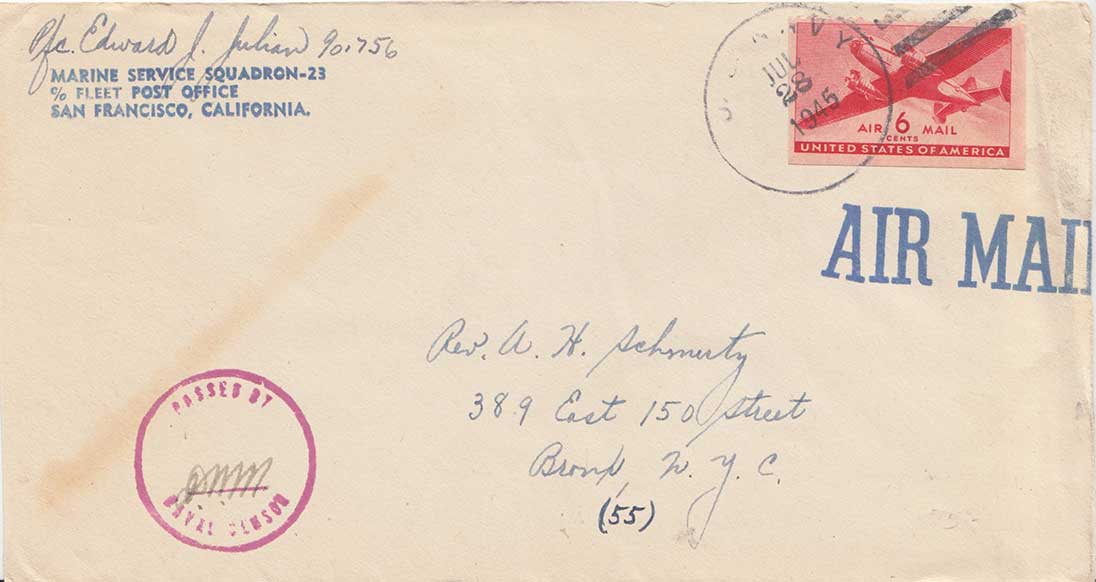 Pfc. Edward J. Julian 90.756
MARINE SERVICE SQUADRON-23
% FLEET POST OFFICE
SAN FRANCISCO, CALIFORNIA.
U. S. NAVY
JUL
28
1945
AIR 6 MAIL
CENTS
UNITED STATES OF AMERICA
AIR MAIL
Rev. A. H. Schmerty
389 East 150 Street
Bronx, N. Y. C.
(55)
PASSED BY
NAVAL CENSOR